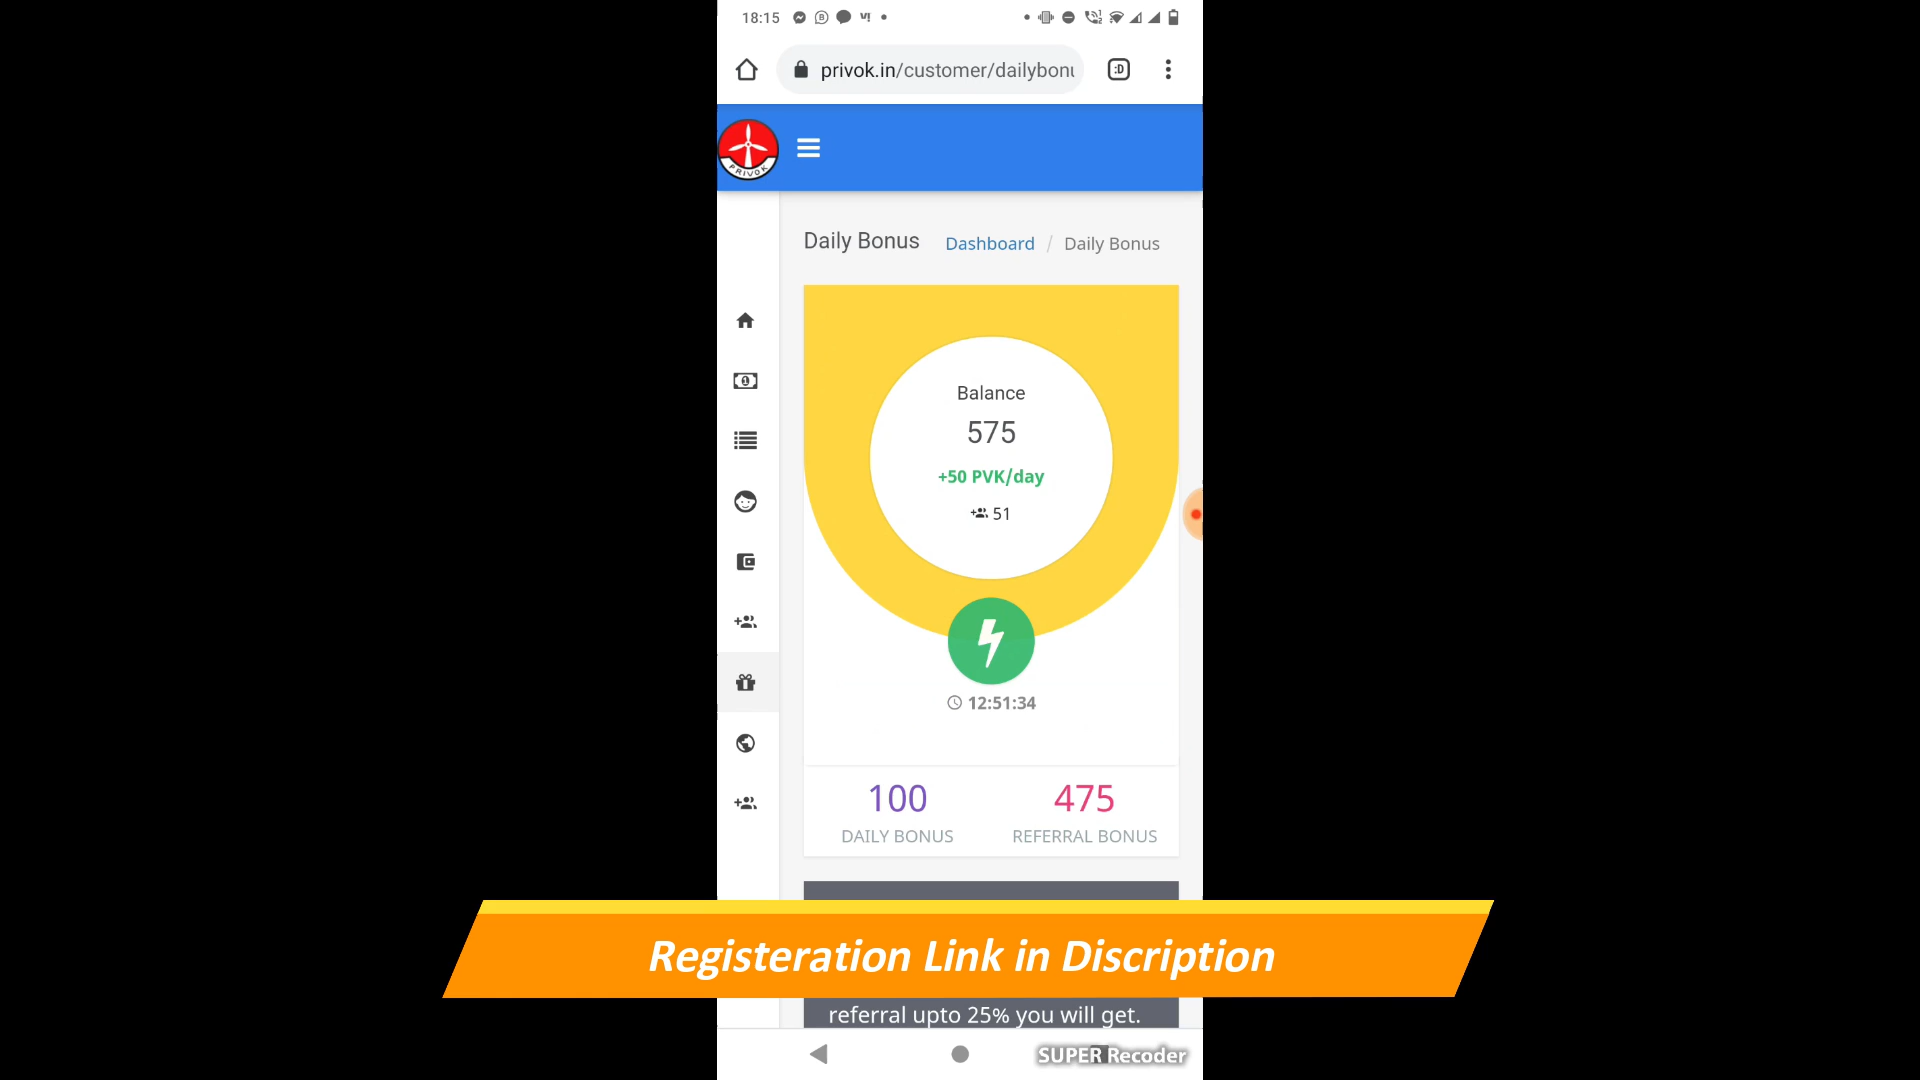 18:15
privok.in/customer/dailybonu
PRIVOK
Daily Bonus
Dashboard / Daily Bonus
Balance
575
+50 PVK/day
51
12:51:34
100
475
DAILY BONUS
REFERRAL BONUS
Registeration Link in Discription
referral upto 25% you will get.
SUPER Recoder